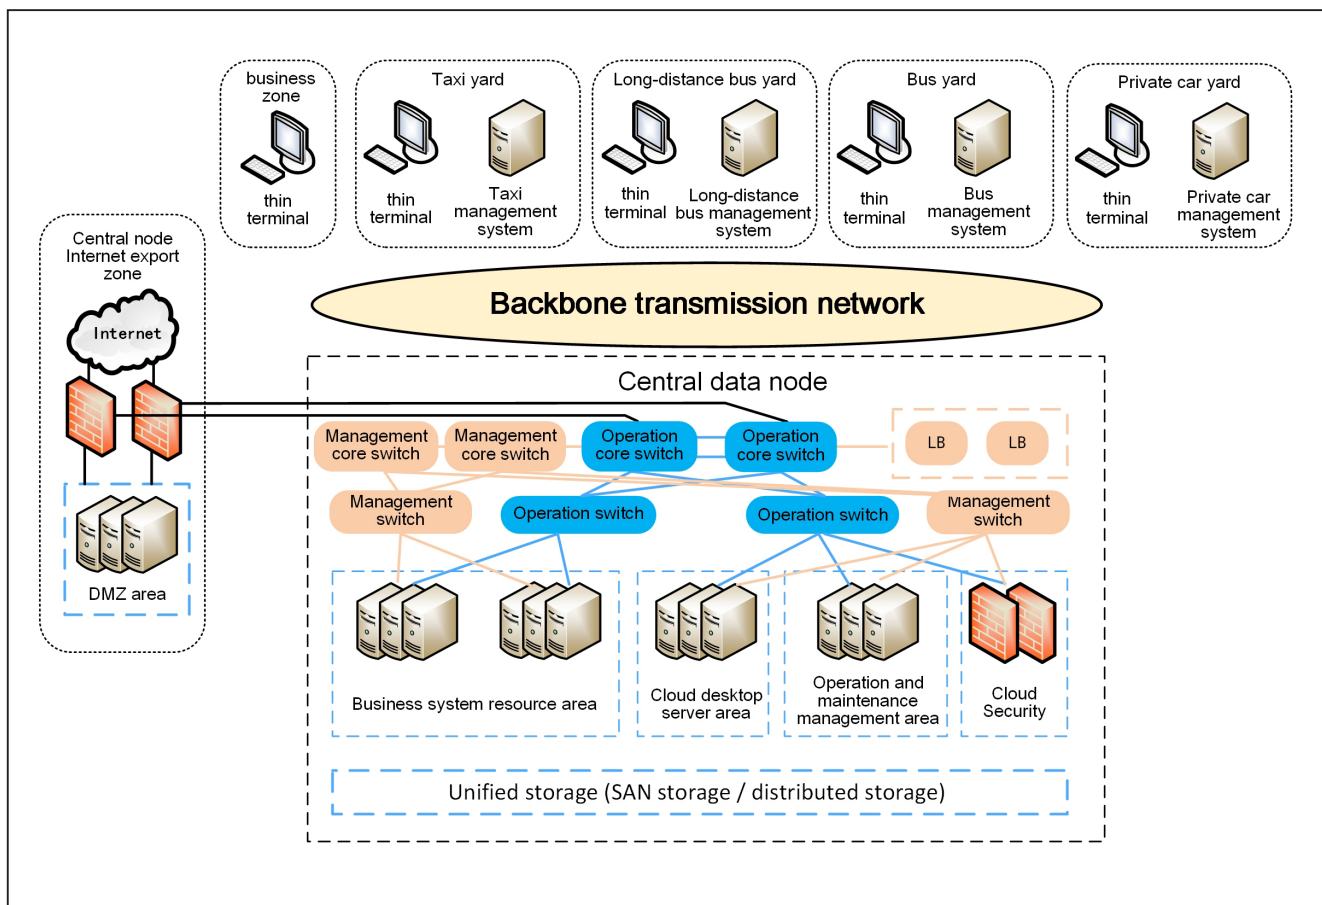 business
zone
thin
terminal
Taxi yard
thin
terminal
Taxi
management
system
Long-distance bus yard
thin
terminal
Long-distance
bus management
system
Bus yard
thin
terminal
Bus
management
system
Private car yard
thin
terminal
Private car
management
system
Central node
Internet export
zone
Internet
DMZ area
Backbone transmission network
Central data node
Management
core switch
Management
core switch
Operation
core switch
Operation
core switch
LB
LB
Management
switch
Operation switch
Operation switch
Management
switch
Business system resource area
Cloud desktop
server area
Operation and
maintenance
management area
Cloud
Security
Unified storage (SAN storage / distributed storage)